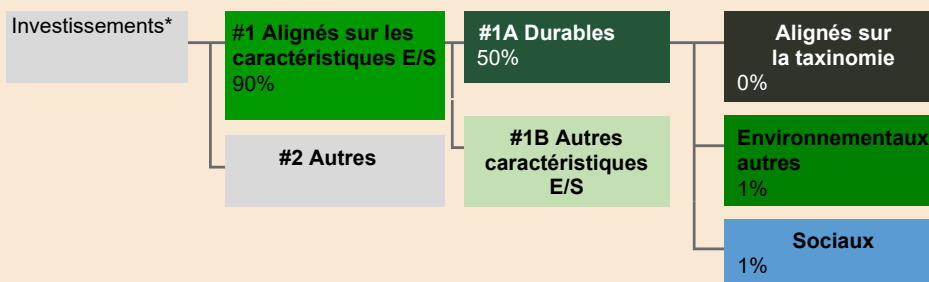 Investissements*
#1 Alignés sur les
caractéristiques E/S
90%
#2 Autres
#1A Durables
50%
#1B Autres
caractéristiques
E/S
Alignés sur
la taxinomie
0%
Environnementaux
autres
1%
Sociaux
1%